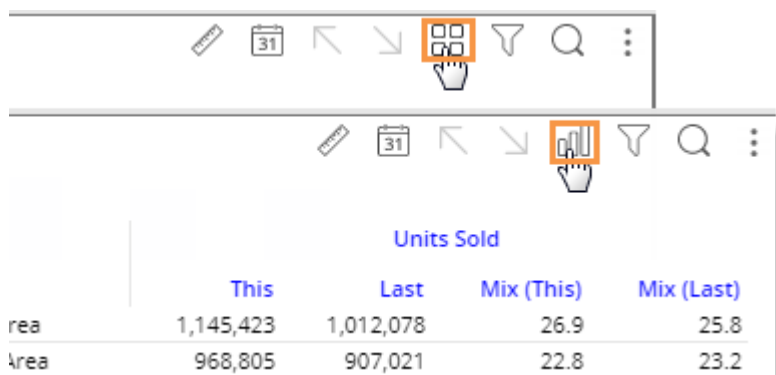 31
31
Units Sold
This Last Mix (This) Mix (Last)
rea 1,145,423 1,012,078 26.9 25.8
Area 968,805 907,021 22.8 23.2